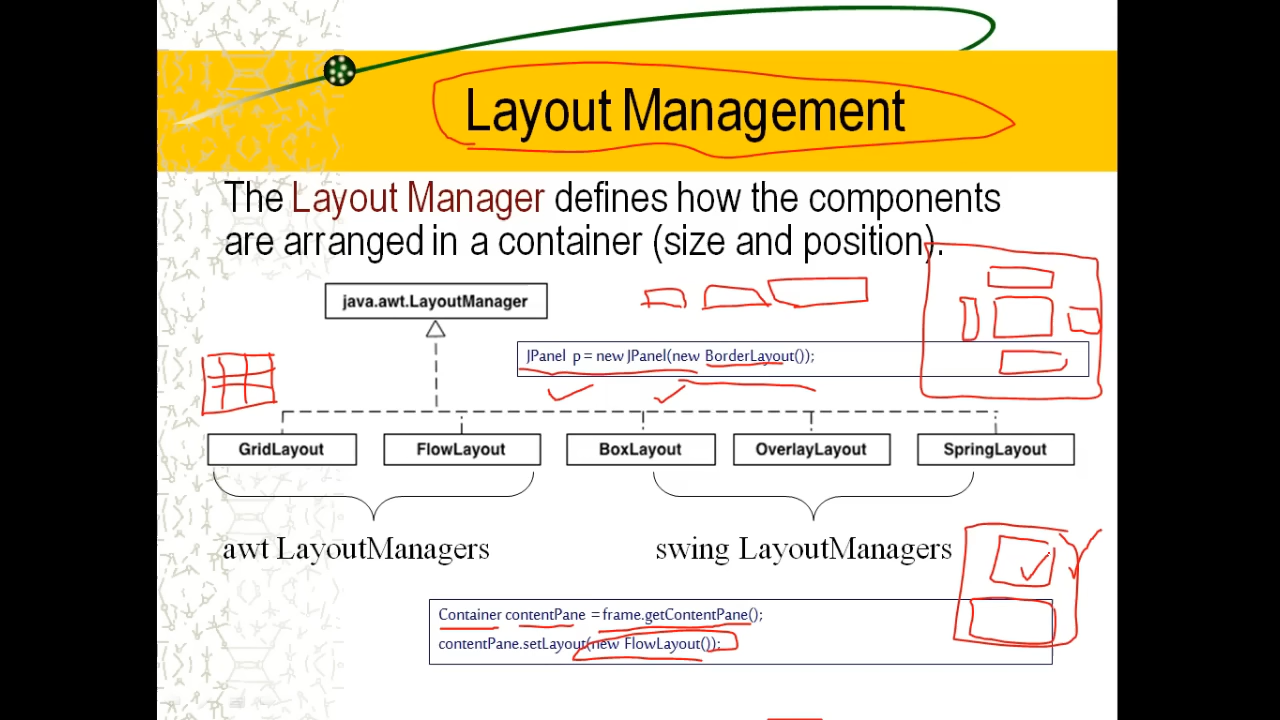 Layout Management
The Layout Manager defines how the components
are arranged in a container (size and position).
java.awt.LayoutManager
JPanel p = new JPanel(new BorderLayout());
GridLayout FlowLayout BoxLayout OverlayLayout SpringLayout
awt LayoutManagers swing LayoutManagers
Container contentPane = frame.getContentPane();
contentPane.setLayout(new FlowLayout());